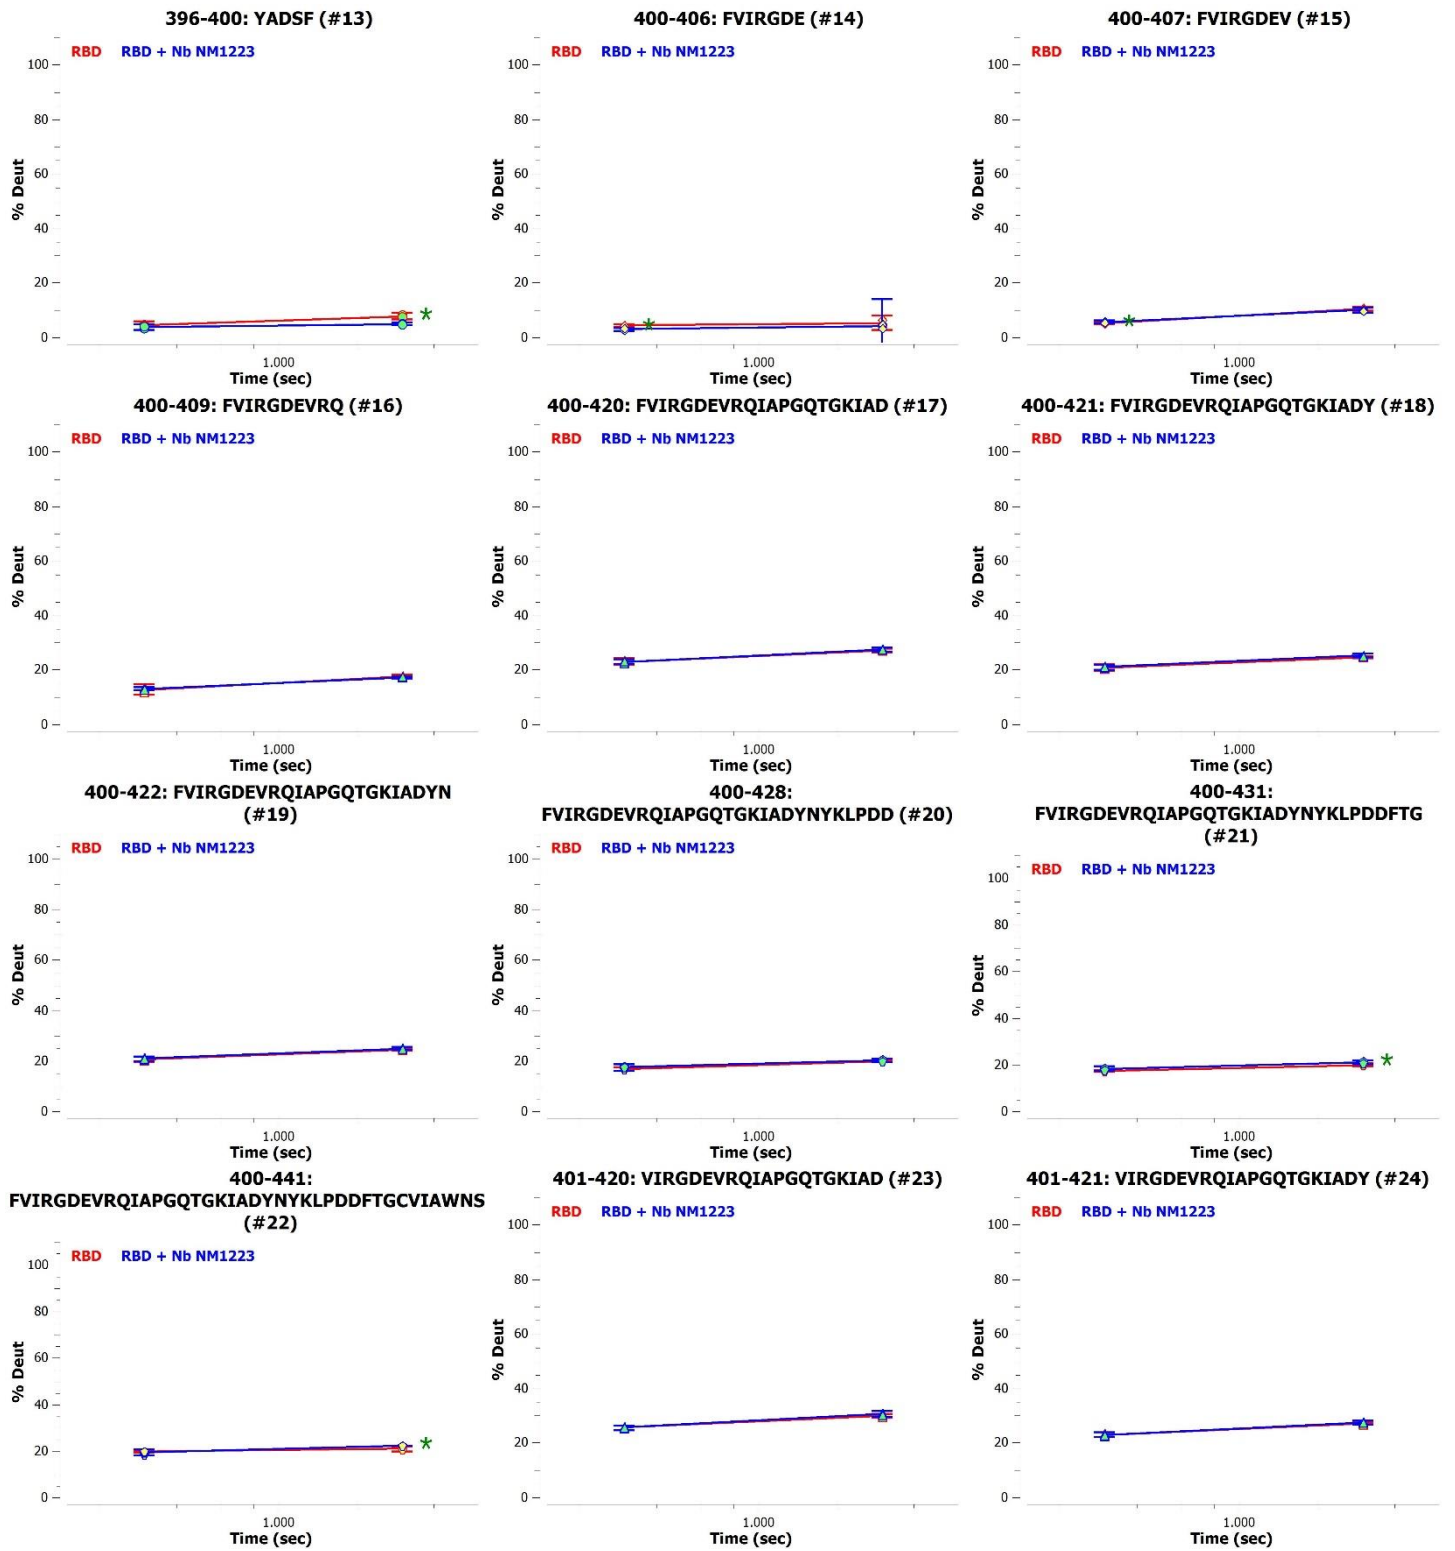 396-400: YADSF (#13)
RBD RBD + Nb NM1223
100
80
60
40
20
0
% Deut
1.000
Time (sec)
400-406: FVIRGDE (#14)
RBD RBD + Nb NM1223
100
80
60
40
20
0
% Deut
1.000
Time (sec)
400-407: FVIRGDEV (#15)
RBD RBD + Nb NM1223
100
80
60
40
20
0
% Deut
1.000
Time (sec)
400-409: FVIRGDEVRQ (#16)
RBD RBD + Nb NM1223
100
80
60
40
20
0
% Deut
1.000
Time (sec)
400-420: FVIRGDEVRQIAPGQTGKIAD (#17)
RBD RBD + Nb NM1223
100
80
60
40
20
0
% Deut
1.000
Time (sec)
400-421: FVIRGDEVRQIAPGQTGKIADY (#18)
RBD RBD + Nb NM1223
100
80
60
40
20
0
% Deut
1.000
Time (sec)
400-422: FVIRGDEVRQIAPGQTGKIADYN
(#19)
RBD RBD + Nb NM1223
100
80
60
40
20
0
% Deut
1.000
Time (sec)
400-428:
FVIRGDEVRQIAPGQTGKIADYNYKLPDD (#20)
RBD RBD + Nb NM1223
100
80
60
40
20
0
% Deut
1.000
Time (sec)
400-431:
FVIRGDEVRQIAPGQTGKIADYNYKLPDDFTG
(#21)
RBD RBD + Nb NM1223
100
80
60
40
20
0
% Deut
1.000
Time (sec)
400-441:
FVIRGDEVRQIAPGQTGKIADYNYKLPDDFTGCVIAWNS
(#22)
RBD RBD + Nb NM1223
100
80
60
40
20
0
% Deut
1.000
Time (sec)
401-420: VIRGDEVRQIAPGQTGKIAD (#23)
RBD RBD + Nb NM1223
100
80
60
40
20
0
% Deut
1.000
Time (sec)
401-421: VIRGDEVRQIAPGQTGKIADY (#24)
RBD RBD + Nb NM1223
100
80
60
40
20
0
% Deut
1.000
Time (sec)